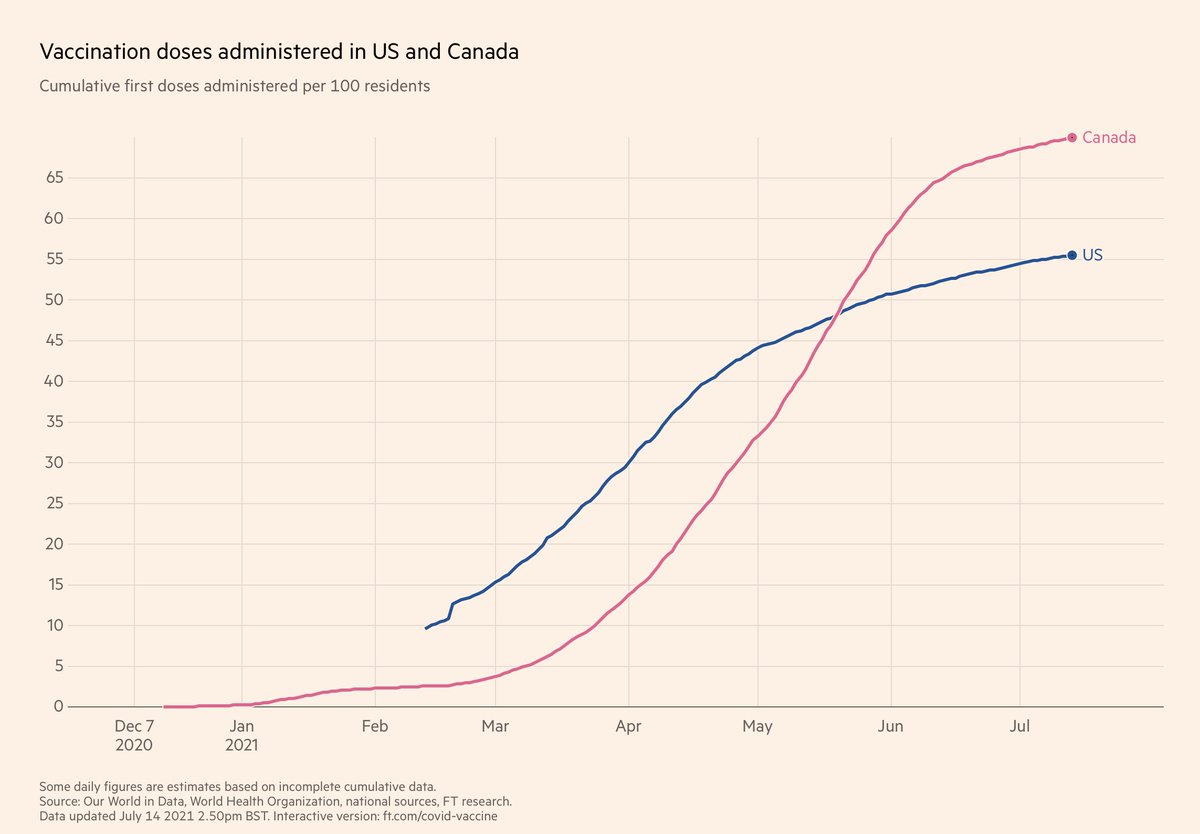 Vaccination doses administered in US and Canada
Cumulative first doses administered per 100 residents
Canada
65
60
US
55
50
45
40
35
30
25
20
15
10
5
0
Dec 7 Jan Feb Mar Apr May Jun Jul
2020 2021
Some daily figures are estimates based on incomplete cumulative data.
Source: Our World in Data, World Health Organization, national sources, FT research.
Data updated July 14 2021 2.50pm BST. Interactive version: ft.com/covid-vaccine